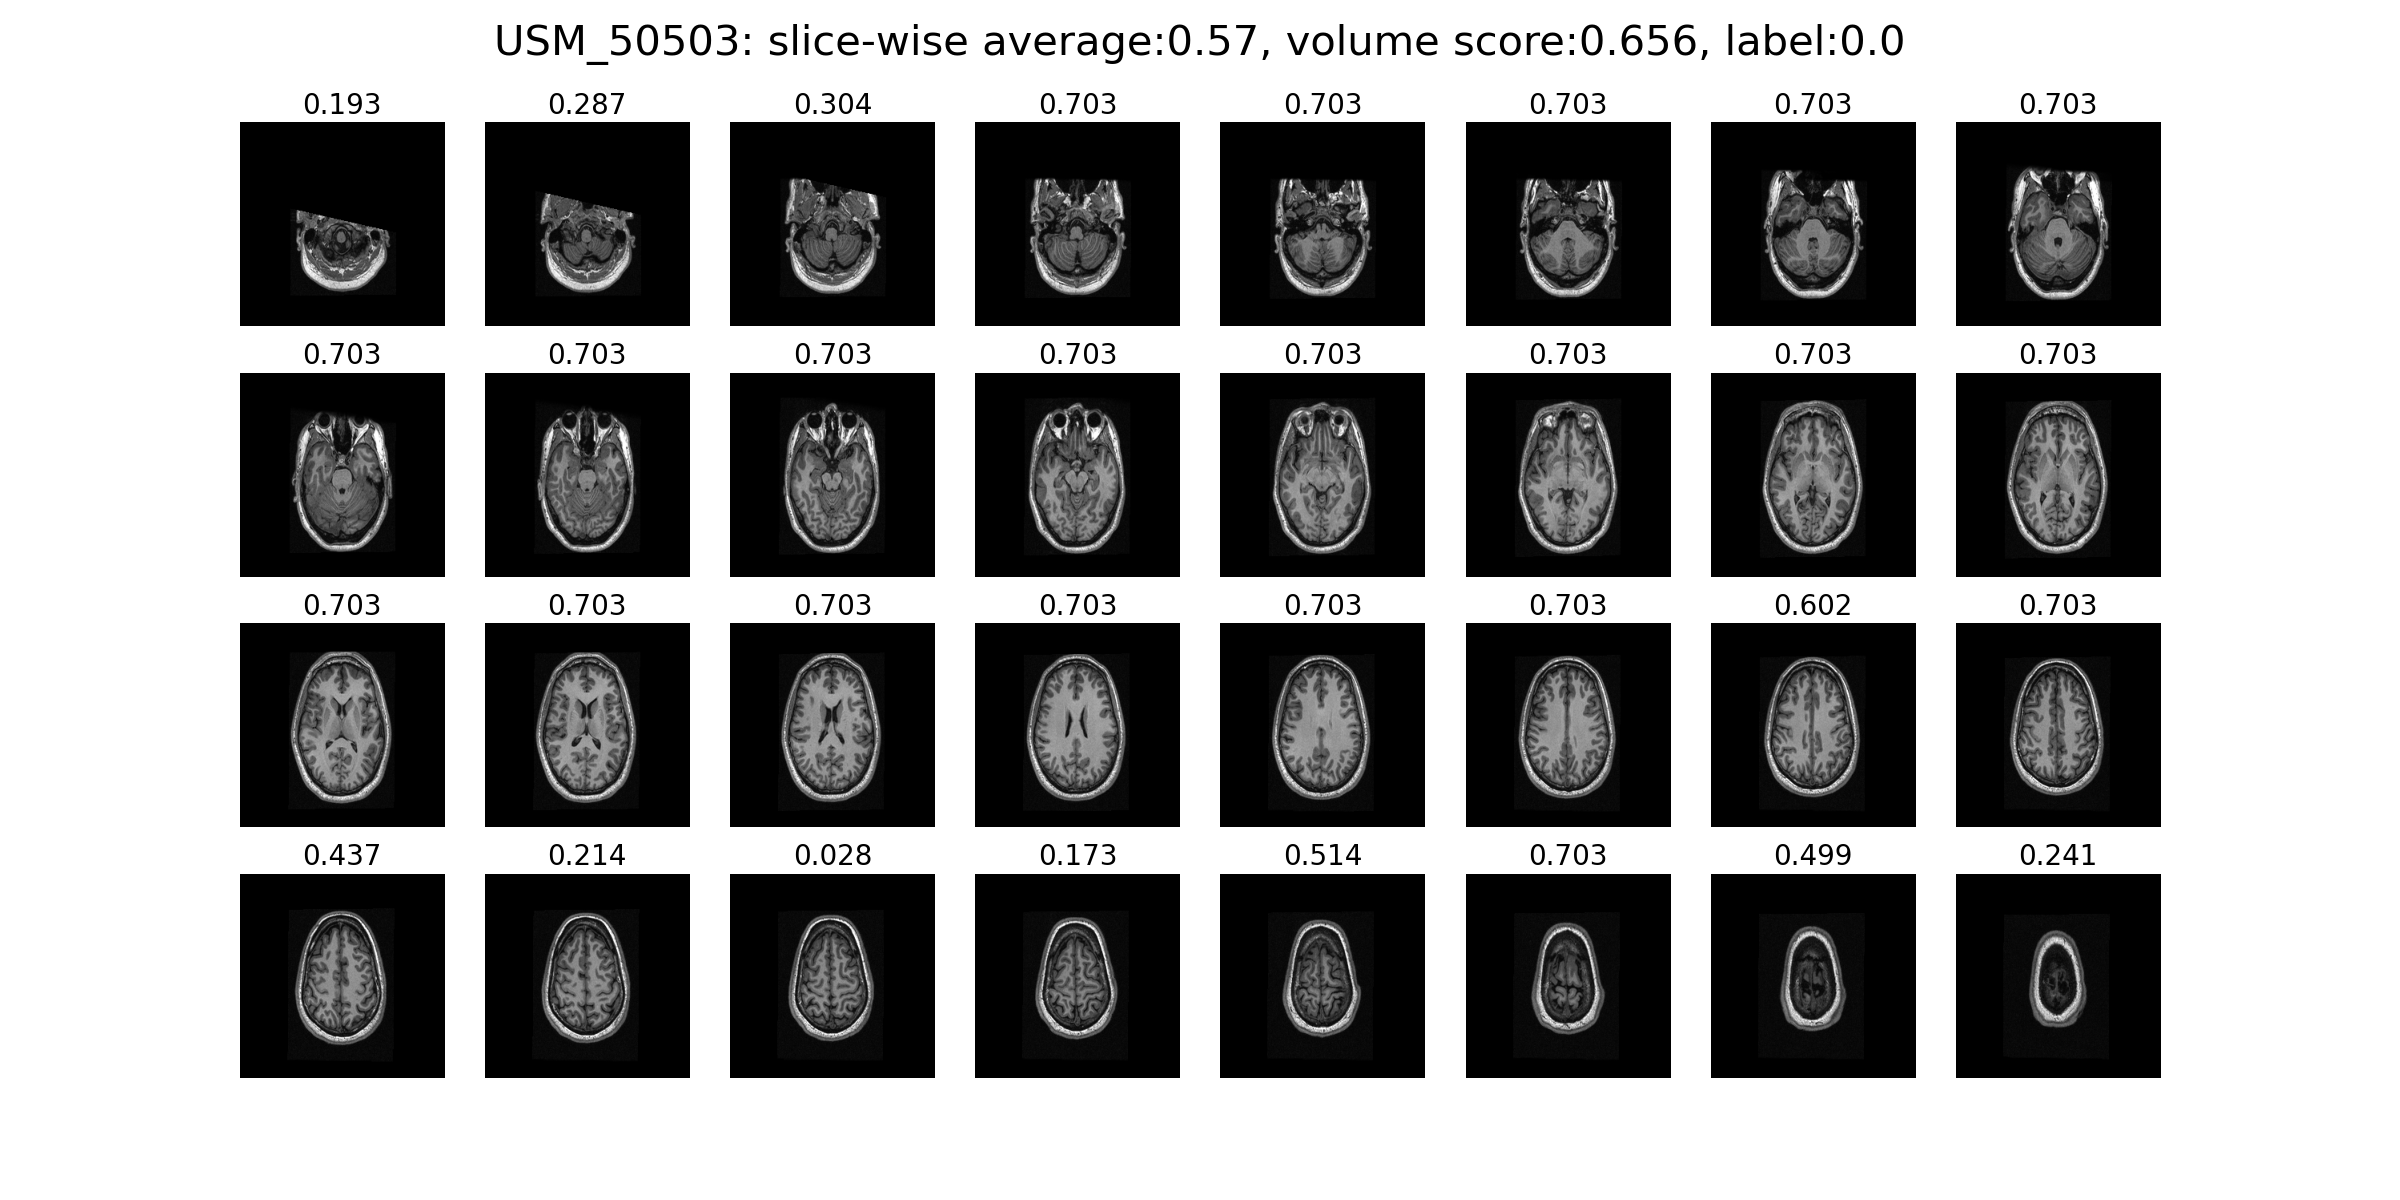 USM_50503: slice-wise average:0.57, volume score:0.656, label:0.0
0.193 0.287 0.304 0.703 0.703 0.703 0.703 0.703
0.703 0.703 0.703 0.703 0.703 0.703 0.703 0.703
0.703 0.703 0.703 0.703 0.703 0.703 0.602 0.703
0.437 0.214 0.028 0.173 0.514 0.703 0.499 0.241